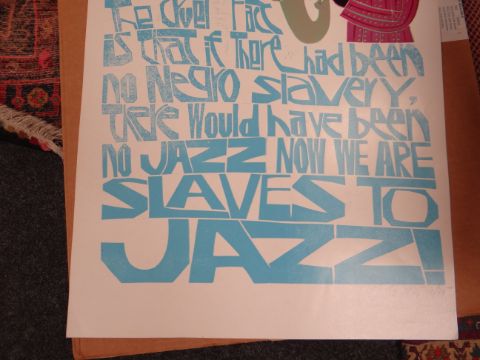 The cruel fact
is that if There had been
no Negro slavery,
there Would have been
no JAZZ NOW WE ARE
SLAVES TO
JAZZ!